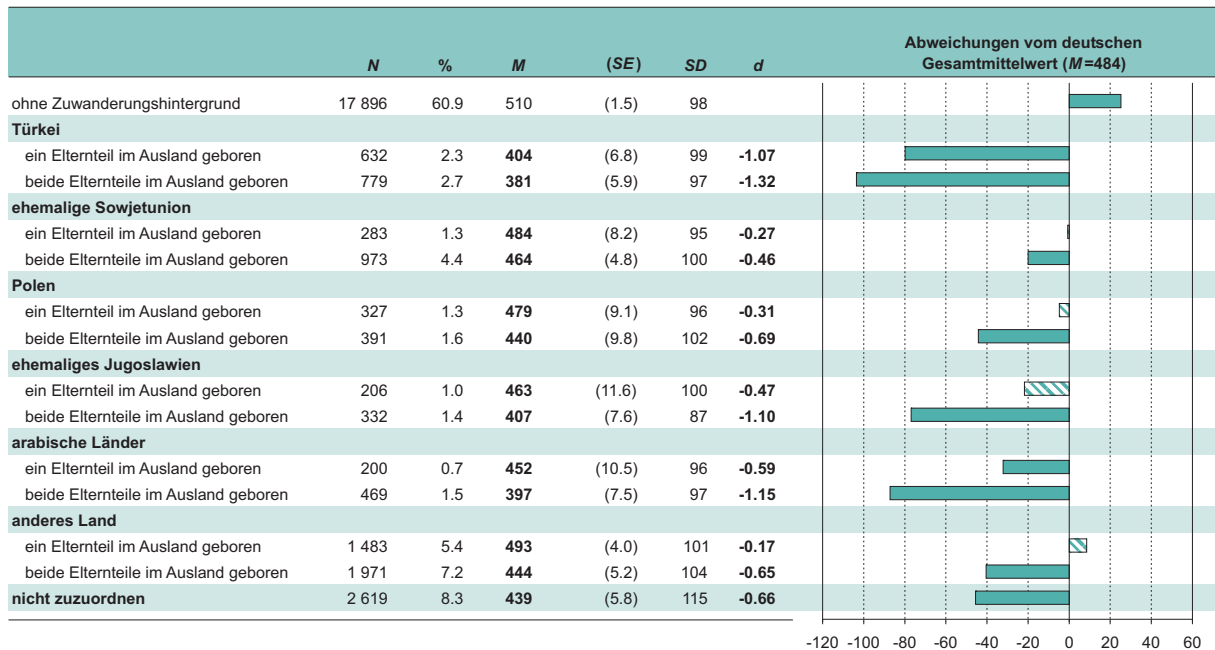 Abweichungen vom deutschen
N % M (SE) SD d Gesamtmittelwert (M=484)
ohne Zuwanderungshintergrund 17 896 60.9 510 (1.5) 98
Türkei
ein Elternteil im Ausland geboren 632 2.3 404 (6.8) 99 -1.07
beide Elternteile im Ausland geboren 779 2.7 381 (5.9) 97 -1.32
ehemalige Sowjetunion
ein Elternteil im Ausland geboren 283 1.3 484 (8.2) 95 -0.27
beide Elternteile im Ausland geboren 973 4.4 464 (4.8) 100 -0.46
Polen
ein Elternteil im Ausland geboren 327 1.3 479 (9.1) 96 -0.31
beide Elternteile im Ausland geboren 391 1.6 440 (9.8) 102 -0.69
ehemaliges Jugoslawien
ein Elternteil im Ausland geboren 206 1.0 463 (11.6) 100 -0.47
beide Elternteile im Ausland geboren 332 1.4 407 (7.6) 87 -1.10
arabische Länder
ein Elternteil im Ausland geboren 200 0.7 452 (10.5) 96 -0.59
beide Elternteile im Ausland geboren 469 1.5 397 (7.5) 97 -1.15
anderes Land
ein Elternteil im Ausland geboren 1 483 5.4 493 (4.0) 101 -0.17
beide Elternteile im Ausland geboren 1 971 7.2 444 (5.2) 104 -0.65
nicht zuzuordnen 2 619 8.3 439 (5.8) 115 -0.66
-120 -100 -80 -60 -40 -20 0 20 40 60